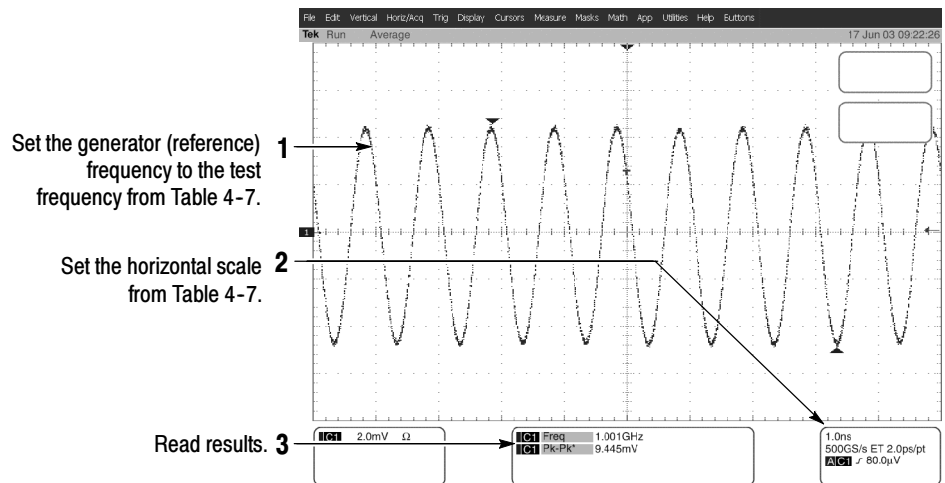 File Edit Vertical Horiz/Acq Trig Display Cursors Measure Masks Math App Utilities Help Buttons
Tek Run Average 17 Jun 03 09:22:26
Set the generator (reference) 1
frequency to the test
frequency from Table 4-7.
1
Set the horizontal scale 2
from Table 4-7.
Read results. 3
C1 2.0mV Ω
C1 Freq 1.001GHz
C1 Pk-Pk* 9.445mV
1.0ns
500GS/s ET 2.0ps/pt
A C1 ƒ 80.0µV